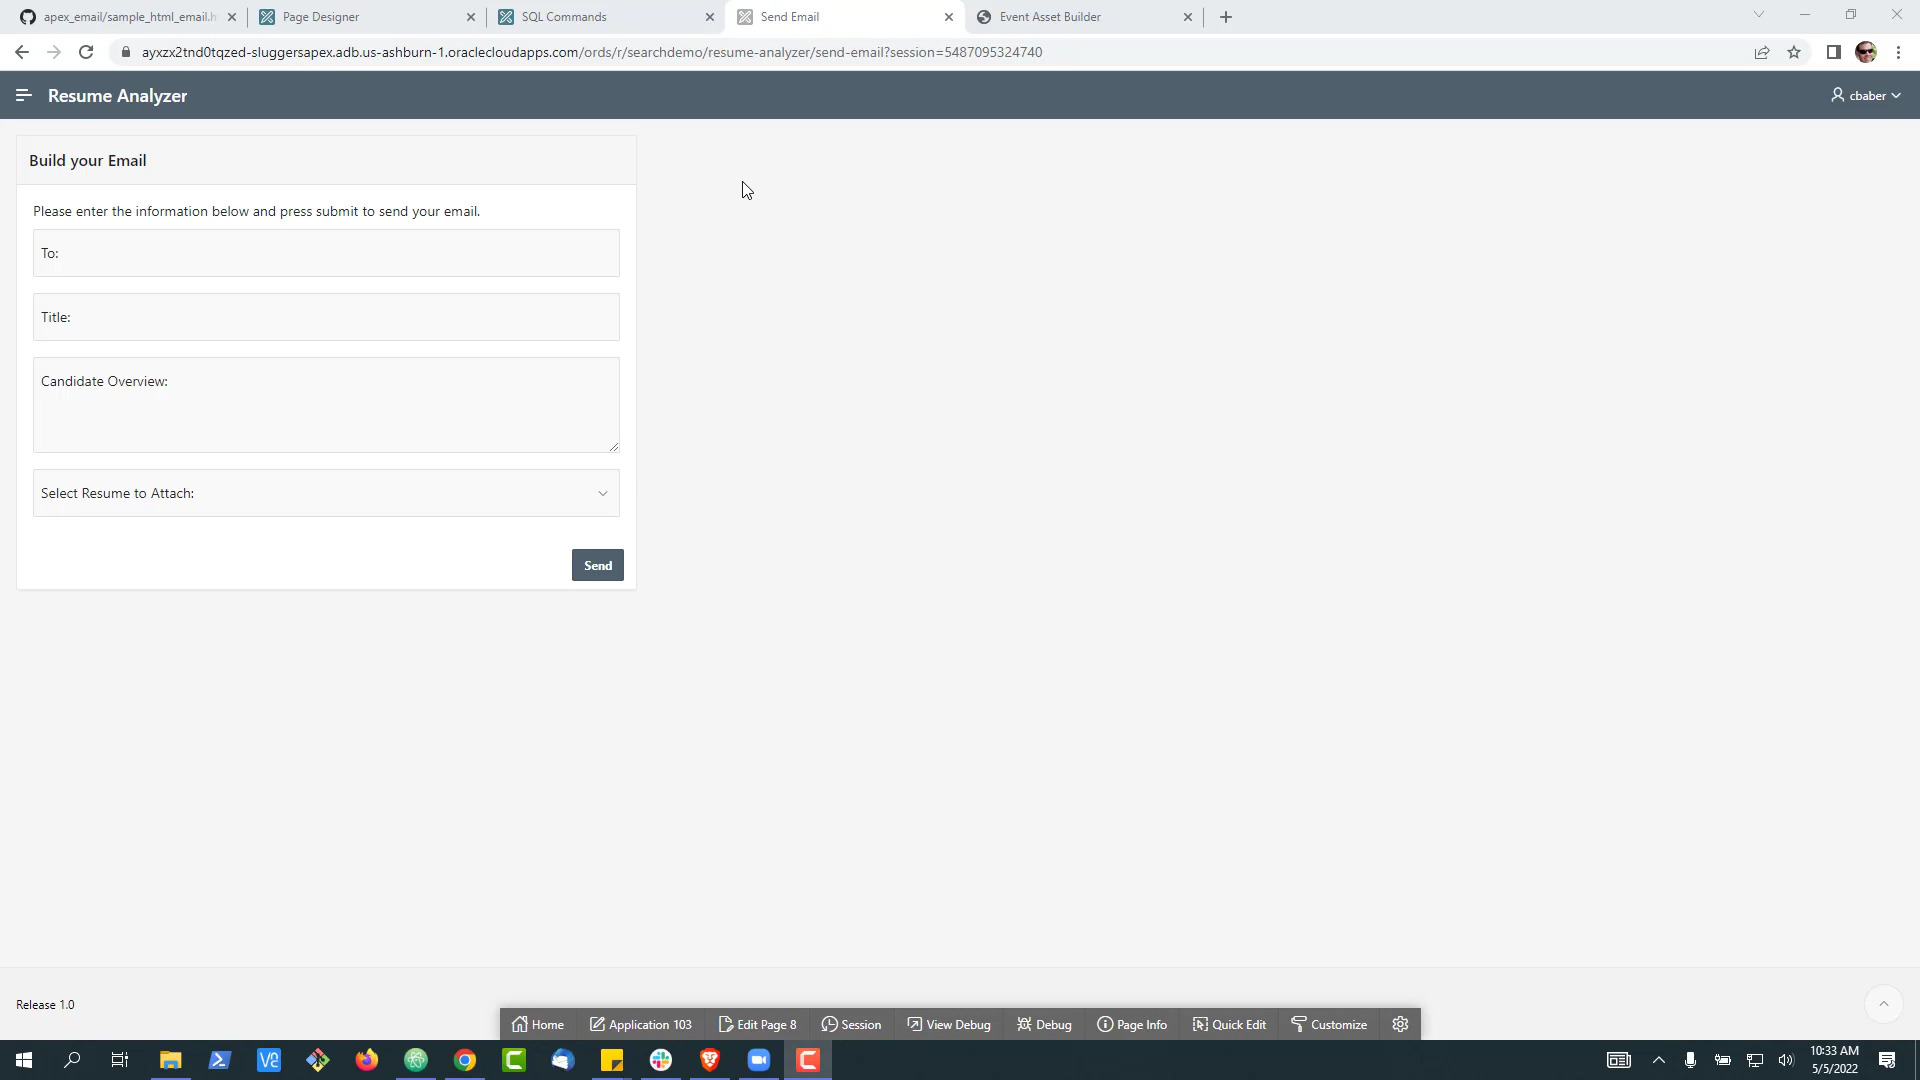 apex_email/sample_html_email.h
Page Designer
SQL Commands
Send Email
Event Asset Builder
ayxzx2tnd0tqzed-sluggersapex.adb.us-ashburn-1.oraclecloudapps.com/ords/r/searchdemo/resume-analyzer/send-email?session=5487095324740
Resume Analyzer
cbaber
Build your Email
Please enter the information below and press submit to send your email.
To:
Title:
Candidate Overview:
Select Resume to Attach:
Send
Release 1.0
Home
Application 103
Edit Page 8
Session
View Debug
Debug
Page Info
Quick Edit
Customize
10:33 AM
5/5/2022